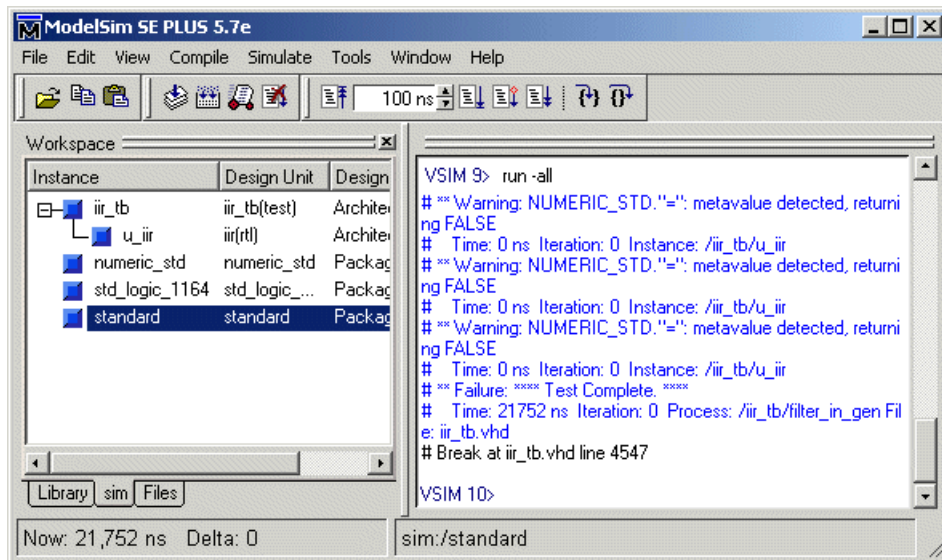 ModelSim SE PLUS 5.7e
File Edit View Compile Simulate Tools Window Help
100 ns
Workspace
Instance Design Unit Design
iir_tb iir_tb(test) Archite
u_iir iir(rtl) Archite
numeric_std numeric_std Packag
std_logic_1164 std_logic_... Packag
standard standard Packag
Library sim Files
VSIM 9> run -all
# ** Warning: NUMERIC_STD."=": metavalue detected, returni
ng FALSE
# Time: 0 ns Iteration: 0 Instance: /iir_tb/u_iir
# ** Warning: NUMERIC_STD."=": metavalue detected, returni
ng FALSE
# Time: 0 ns Iteration: 0 Instance: /iir_tb/u_iir
# ** Warning: NUMERIC_STD."=": metavalue detected, returni
ng FALSE
# Time: 0 ns Iteration: 0 Instance: /iir_tb/u_iir
# ** Failure: **** Test Complete. ****
# Time: 21752 ns Iteration: 0 Process: /iir_tb/filter_in_gen Fil
e: iir_tb.vhd
# Break at iir_tb.vhd line 4547
VSIM 10>
Now: 21,752 ns Delta: 0
sim:/standard